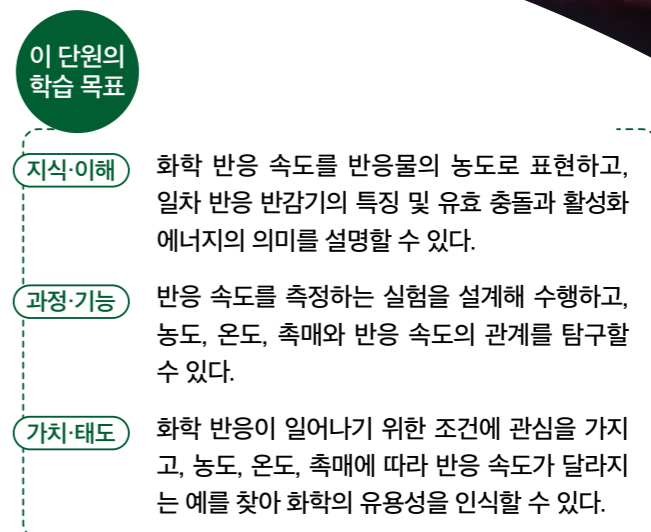 이 단원의
학습 목표
지식·이해
화학 반응 속도를 반응물의 농도로 표현하고,
일차 반응 반감기의 특징 및 유효 충돌과 활성화
에너지의 의미를 설명할 수 있다.
과정·기능
반응 속도를 측정하는 실험을 설계해 수행하고,
농도, 온도, 촉매와 반응 속도의 관계를 탐구할
수 있다.
가치·태도
화학 반응이 일어나기 위한 조건에 관심을 가지
고, 농도, 온도, 촉매에 따라 반응 속도가 달라지
는 예를 찾아 화학의 유용성을 인식할 수 있다.